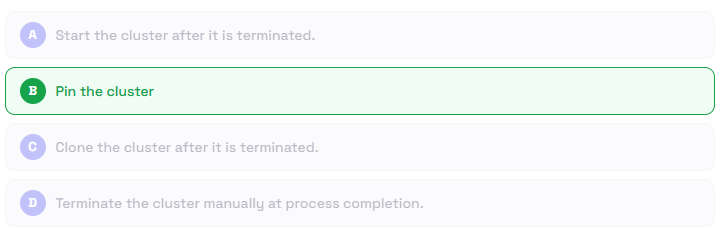 A Start the cluster after it is terminated.
B Pin the cluster
C Clone the cluster after it is terminated.
D Terminate the cluster manually at process completion.